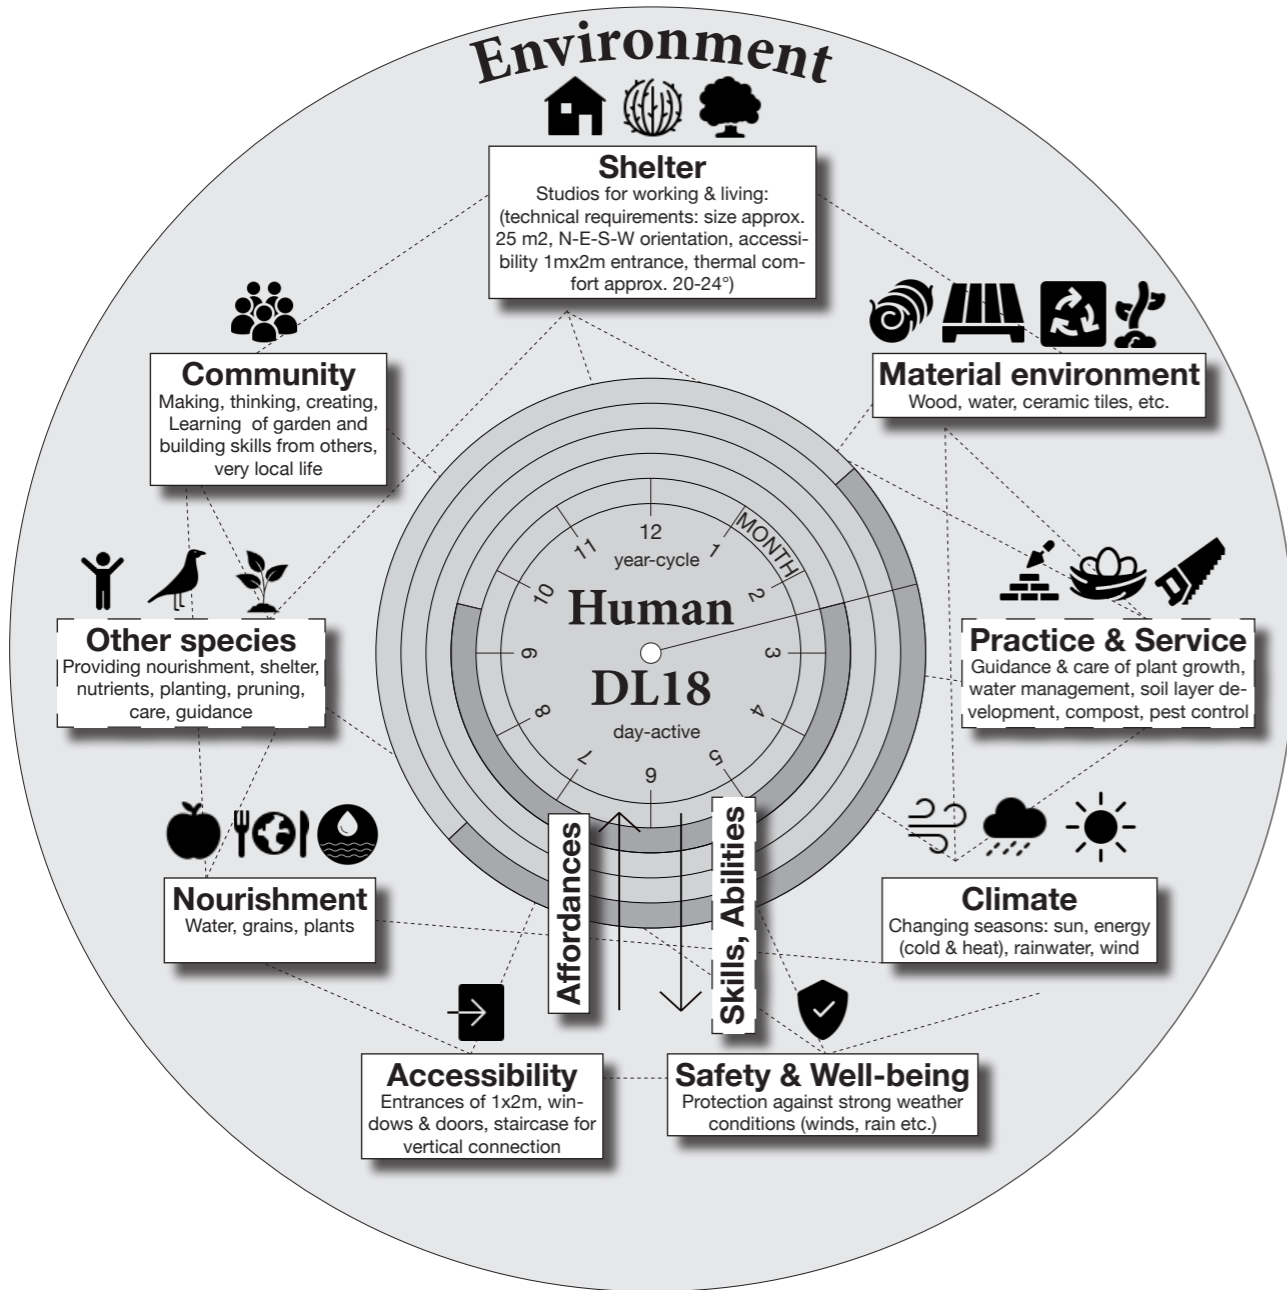 Environment
Shelter
Studios for working & living:
(technical requirements: size approx.
25 m2, N-E-S-W orientation, accessi-
bility 1mx2m entrance, thermal com-
fort approx. 20-24°)
Community
Making, thinking, creating,
Learning of garden and
building skills from others,
very local life
Material environment
Wood, water, ceramic tiles, etc.
12
1
MONTH
2
3
4
5
6
7
8
9
10
11
year-cycle
Human
DL18
day-active
Other species
Providing nourishment, shelter,
nutrients, planting, pruning,
care, guidance
Practice & Service
Guidance & care of plant growth,
water management, soil layer de-
velopment, compost, pest control
Affordances
Skills, Abilities
Nourishment
Water, grains, plants
Climate
Changing seasons: sun, energy
(cold & heat), rainwater, wind
Accessibility
Entrances of 1x2m, win-
dows & doors, staircase for
vertical connection
Safety & Well-being
Protection against strong weather
conditions (winds, rain etc.)